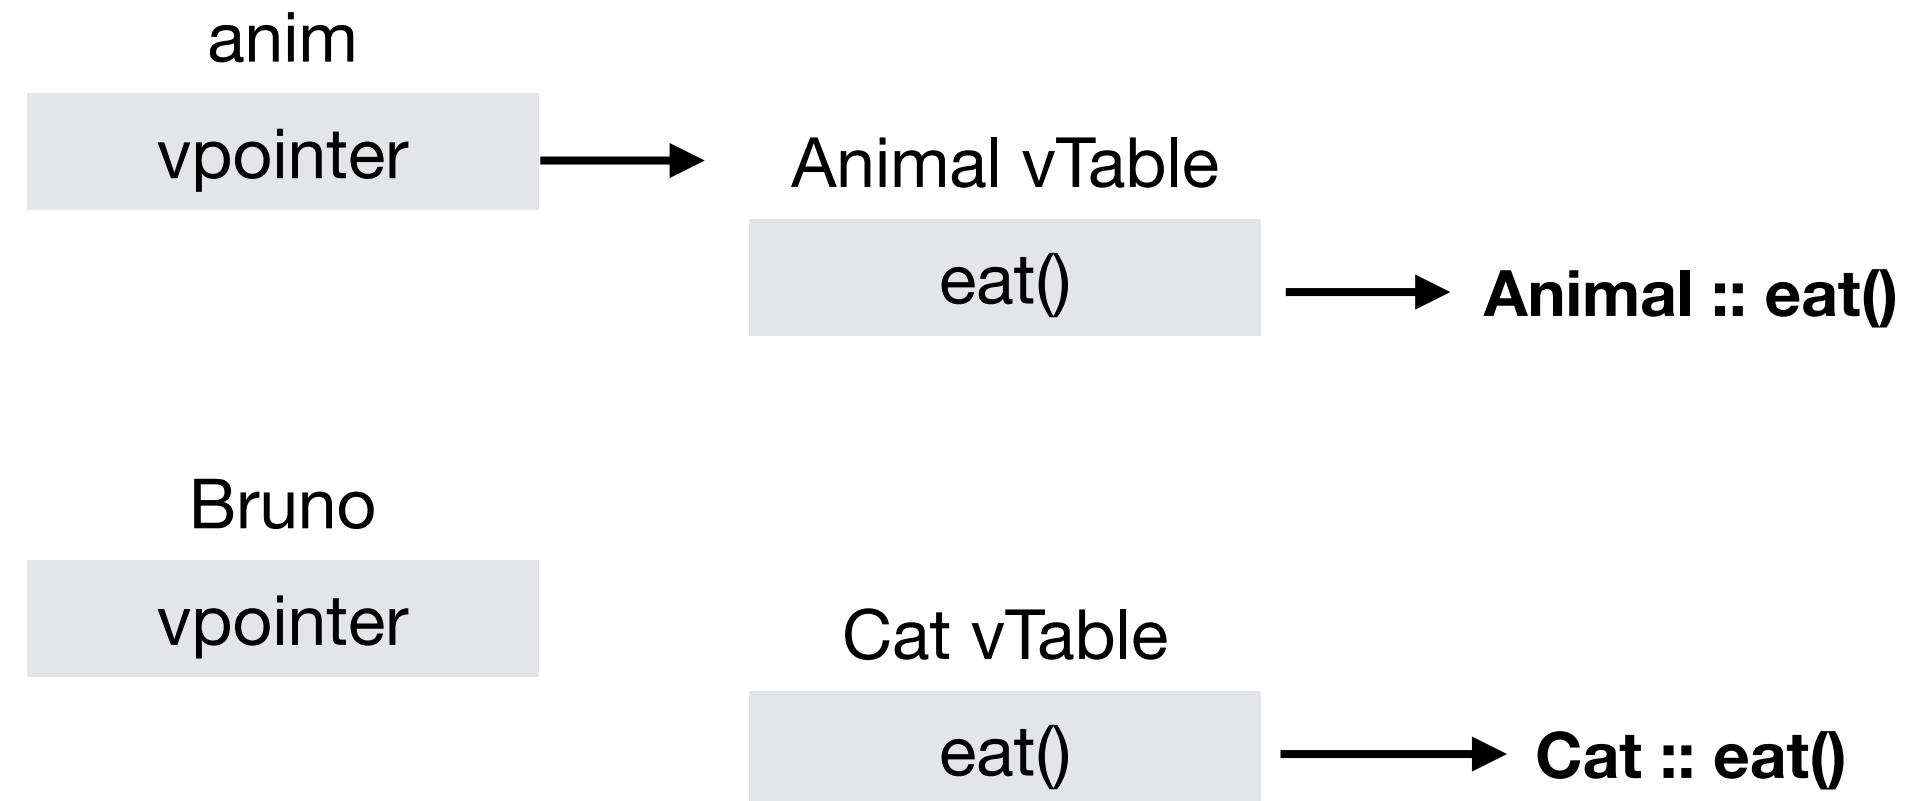 anim
vpointer
Animal vTable
eat()
Animal :: eat()
Bruno
vpointer
Cat vTable
eat()
Cat :: eat()